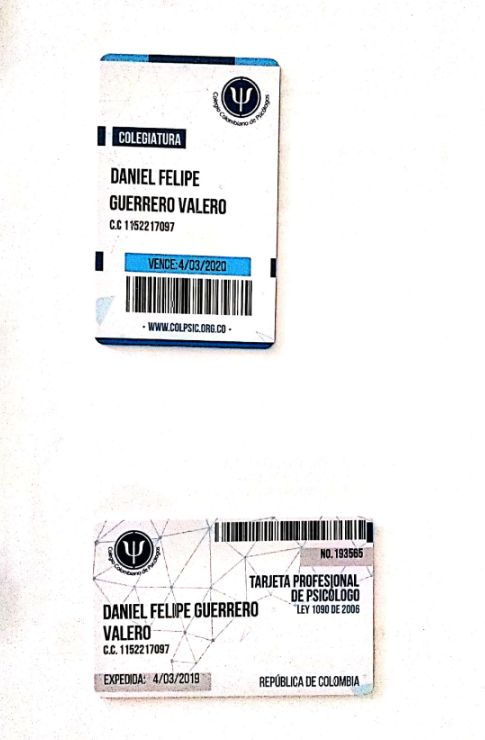 Colegio Colombiano de Psicólogos
COLEGIATURA
DANIEL FELIPE
GUERRERO VALERO
C.C 1152217097
VENCE:4/03/2020
- WWW.COLPSIC.ORG.CO -
Colegio Colombiano de Psicólogos
NO. 193565
TARJETA PROFESIONAL
DE PSICÓLOGO
LEY 1090 DE 2006
DANIEL FELIPE GUERRERO
VALERO
C.C. 1152217097
EXPEDIDA: 4/03/2019
REPÚBLICA DE COLOMBIA